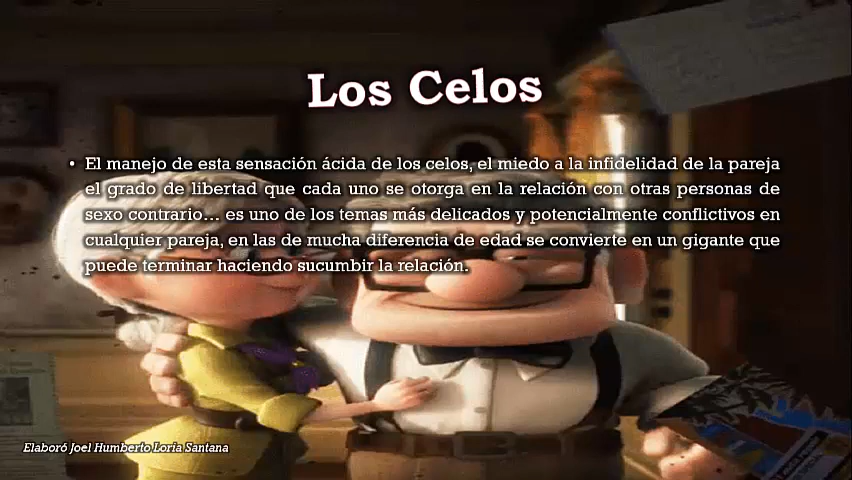 Los Celos
• El manejo de esta sensación ácida de los celos, el miedo a la infidelidad de la pareja
el grado de libertad que cada uno se otorga en la relación con otras personas de
sexo contrario... es uno de los temas más delicados y potencialmente conflictivos en
cualquier pareja, en las de mucha diferencia de edad se convierte en un gigante que
puede terminar haciendo sucumbir la relación.
Elaboró Joel Humberto Loria Santana